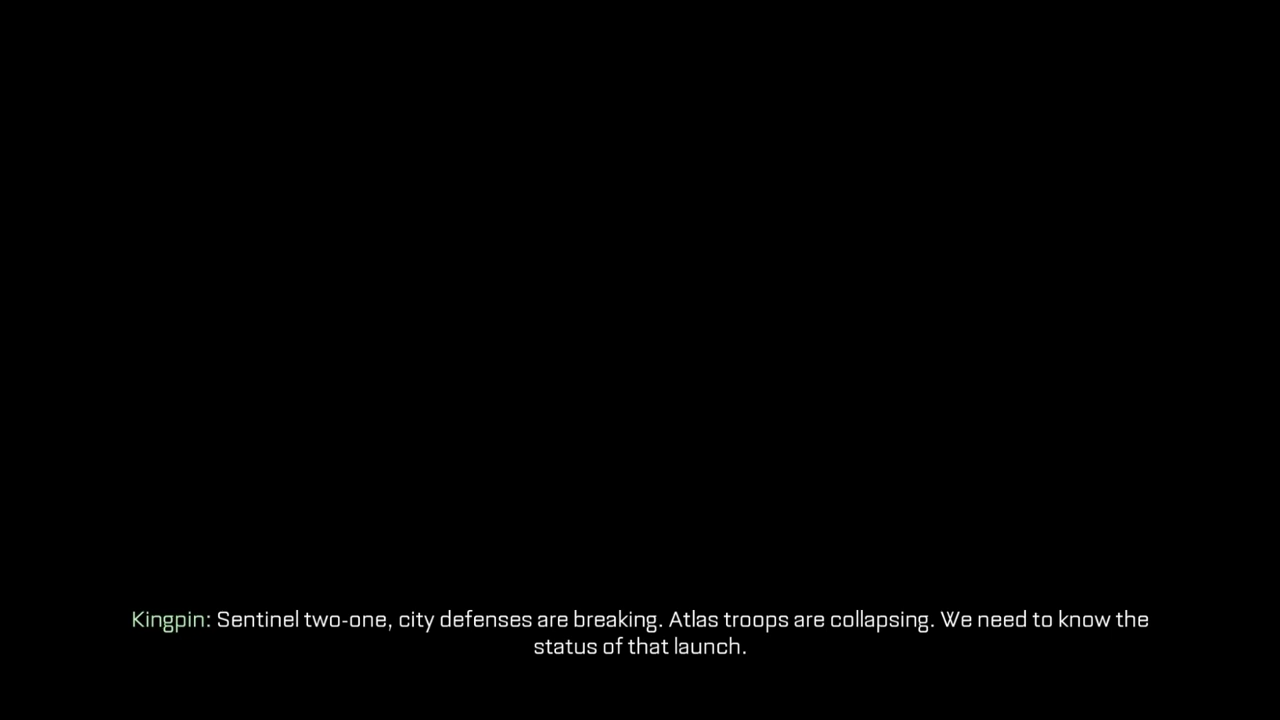 Kingpin: Sentinel two-one, city defenses are breaking. Atlas troops are collapsing. We need to know the
status of that launch.